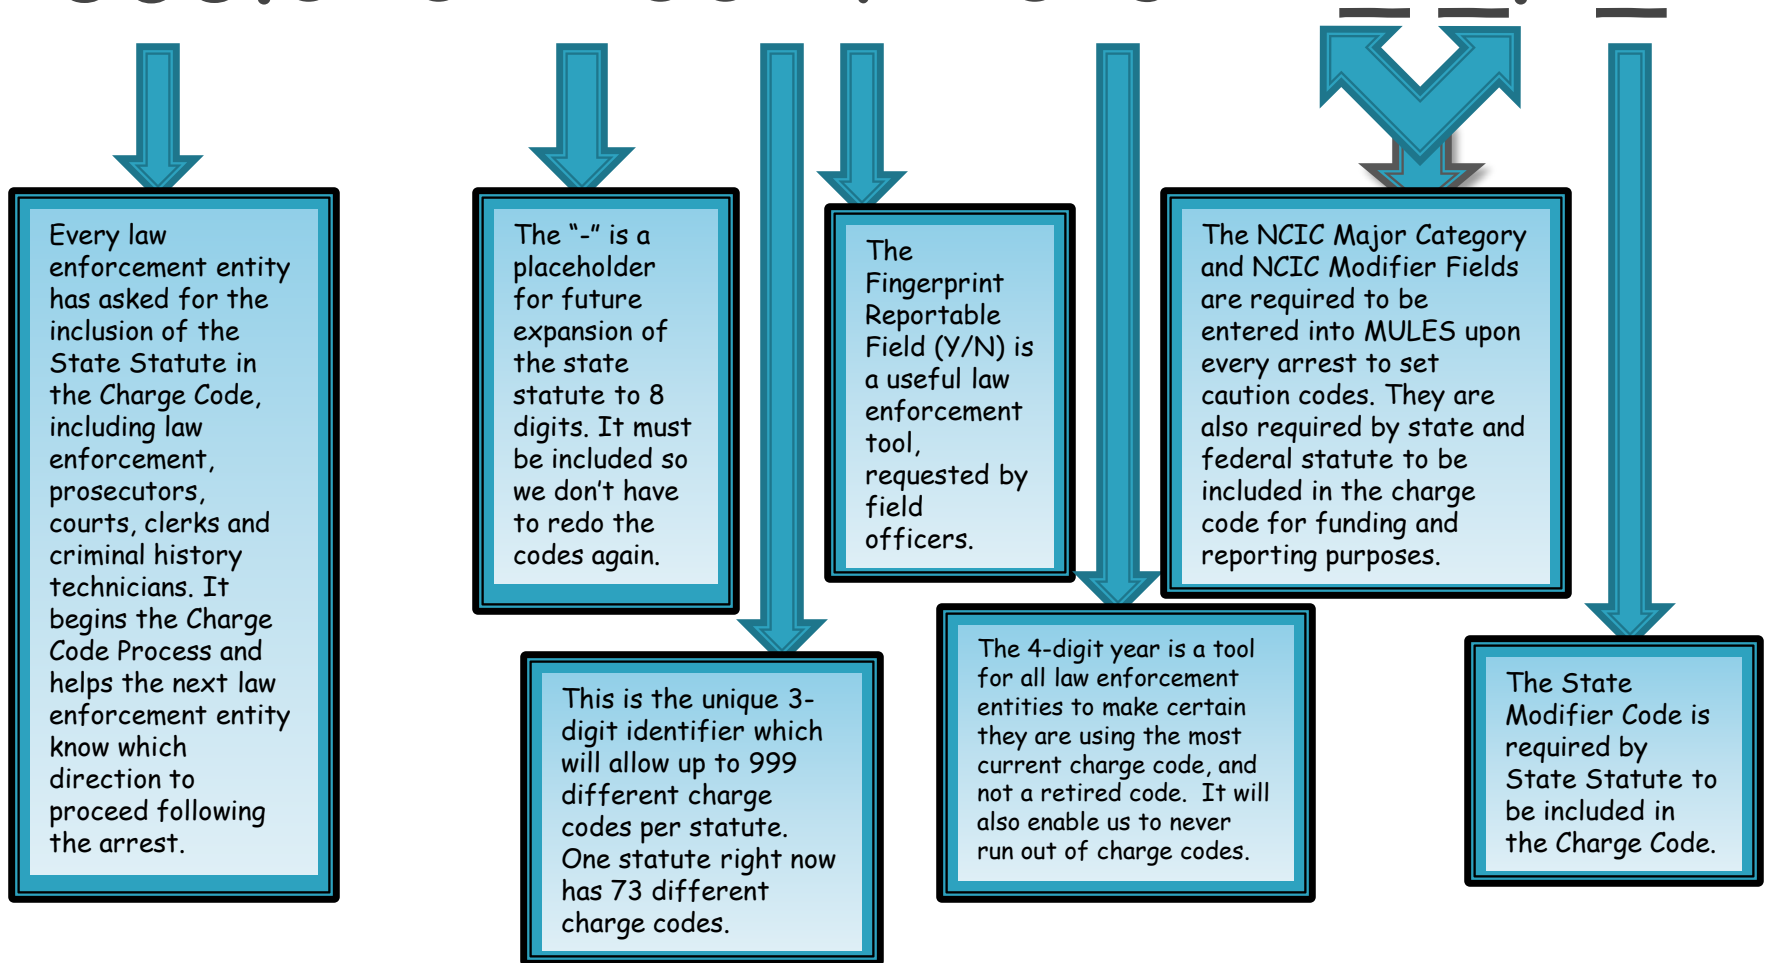 Every law
enforcement entity
has asked for the
inclusion of the
State Statute in
the Charge Code,
including law
enforcement,
prosecutors,
courts, clerks and
criminal history
technicians. It
begins the Charge
Code Process and
helps the next law
enforcement entity
know which
direction to
proceed following
the arrest.
The “-” is a
placeholder
for future
expansion of
the state
statute to 8
digits. It must
be included so
we don’t have
to redo the
codes again.
This is the unique 3-
digit identifier which
will allow up to 999
different charge
codes per statute.
One statute right now
has 73 different
charge codes.
The
Fingerprint
Reportable
Field (Y/N) is
a useful law
enforcement
tool,
requested by
field
officers.
The 4-digit year is a tool
for all law enforcement
entities to make certain
they are using the most
current charge code, and
not a retired code.  It will
also enable us to never
run out of charge codes.
The NCIC Major Category
and NCIC Modifier Fields
are required to be
entered into MULES upon
every arrest to set
caution codes. They are
also required by state and
federal statute to be
included in the charge
code for funding and
reporting purposes.
The State
Modifier Code is
required by
State Statute to
be included in
the Charge Code.